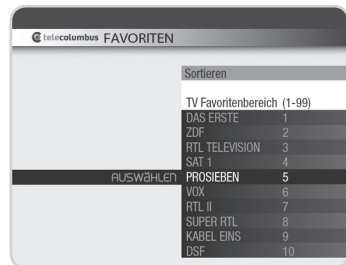 telecolumbus FAVORITEN
Sortieren
TV Favoritenbereich (1-99)
DAS ERSTE 1
ZDF 2
RTL TELEVISION 3
SAT 1 4
AUSWäHLEN PROSIEBEN 5
VOX 6
RTL II 7
SUPER RTL 8
KABEL EINS 9
DSF 10